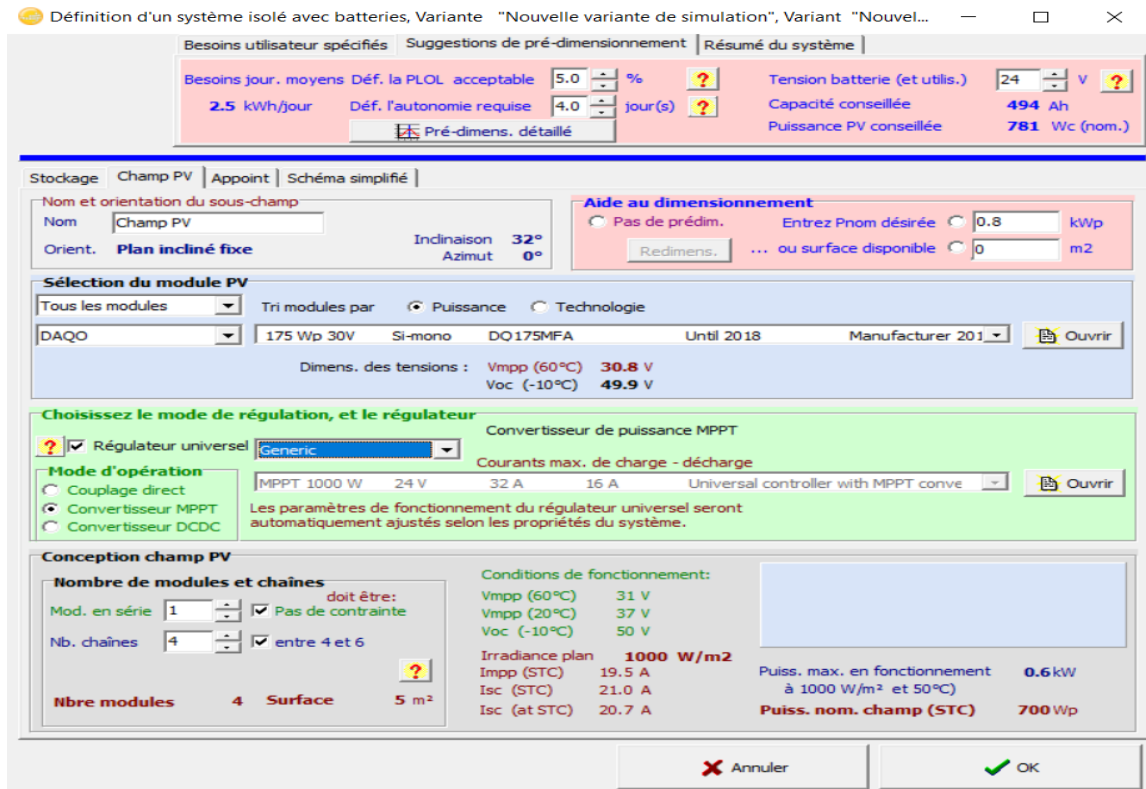 Définition d'un système isolé avec batteries, Variante "Nouvelle variante de simulation", Variant "Nouvel...
Besoins utilisateur spécifiés Suggestions de pré-dimensionnement Résumé du système
Besoins jour. moyens Déf. la PLOL acceptable 5.0 % ? Tension batterie (et utilis.) 24 V ?
2.5 kWh/jour Déf. l'autonomie requise 4.0 jour(s) ? Capacité conseillée 494 Ah
Pré-dimens. détaillé Puissance PV conseillée 781 Wc (nom.)
Stockage Champ PV Appoint Schéma simplifié
Nom et orientation du sous-champ
Nom Champ PV
Orient. Plan incliné fixe
Inclinaison 32°
Azimut 0°
Aide au dimensionnement
Pas de prédim. Entrez Pnom désirée 0.8 kWp
Redimens. ... ou surface disponible 0 m2
Sélection du module PV
Tous les modules Tri modules par Puissance Technologie
DAQO 175 Wp 30V Si-mono DQ175MFA Until 2018 Manufacturer 201 Ouvrir
Dimens. des tensions : Vmpp (60°C) 30.8 V
Voc (-10°C) 49.9 V
Choisissez le mode de régulation, et le régulateur
? Régulateur universel Generic Convertisseur de puissance MPPT
Mode d'opération
Couplage direct
Convertisseur MPPT
Convertisseur DCDC
Courants max. de charge - décharge
MPPT 1000 W 24 V 32 A 16 A Universal controller with MPPT conve Ouvrir
Les paramètres de fonctionnement du régulateur universel seront
automatiquement ajustés selon les propriétés du système.
Conception champ PV
Nombre de modules et chaînes
doit être:
Mod. en série 1 Pas de contrainte
Nb. chaînes 4 entre 4 et 6
?
Nbre modules 4 Surface 5 m²
Conditions de fonctionnement:
Vmpp (60°C) 31 V
Vmpp (20°C) 37 V
Voc (-10°C) 50 V
Irradiance plan 1000 W/m2
Impp (STC) 19.5 A
Isc (STC) 21.0 A
Isc (at STC) 20.7 A
Puiss. max. en fonctionnement 0.6 kW
à 1000 W/m² et 50°C)
Puiss. nom. champ (STC) 700 Wp
Annuler OK